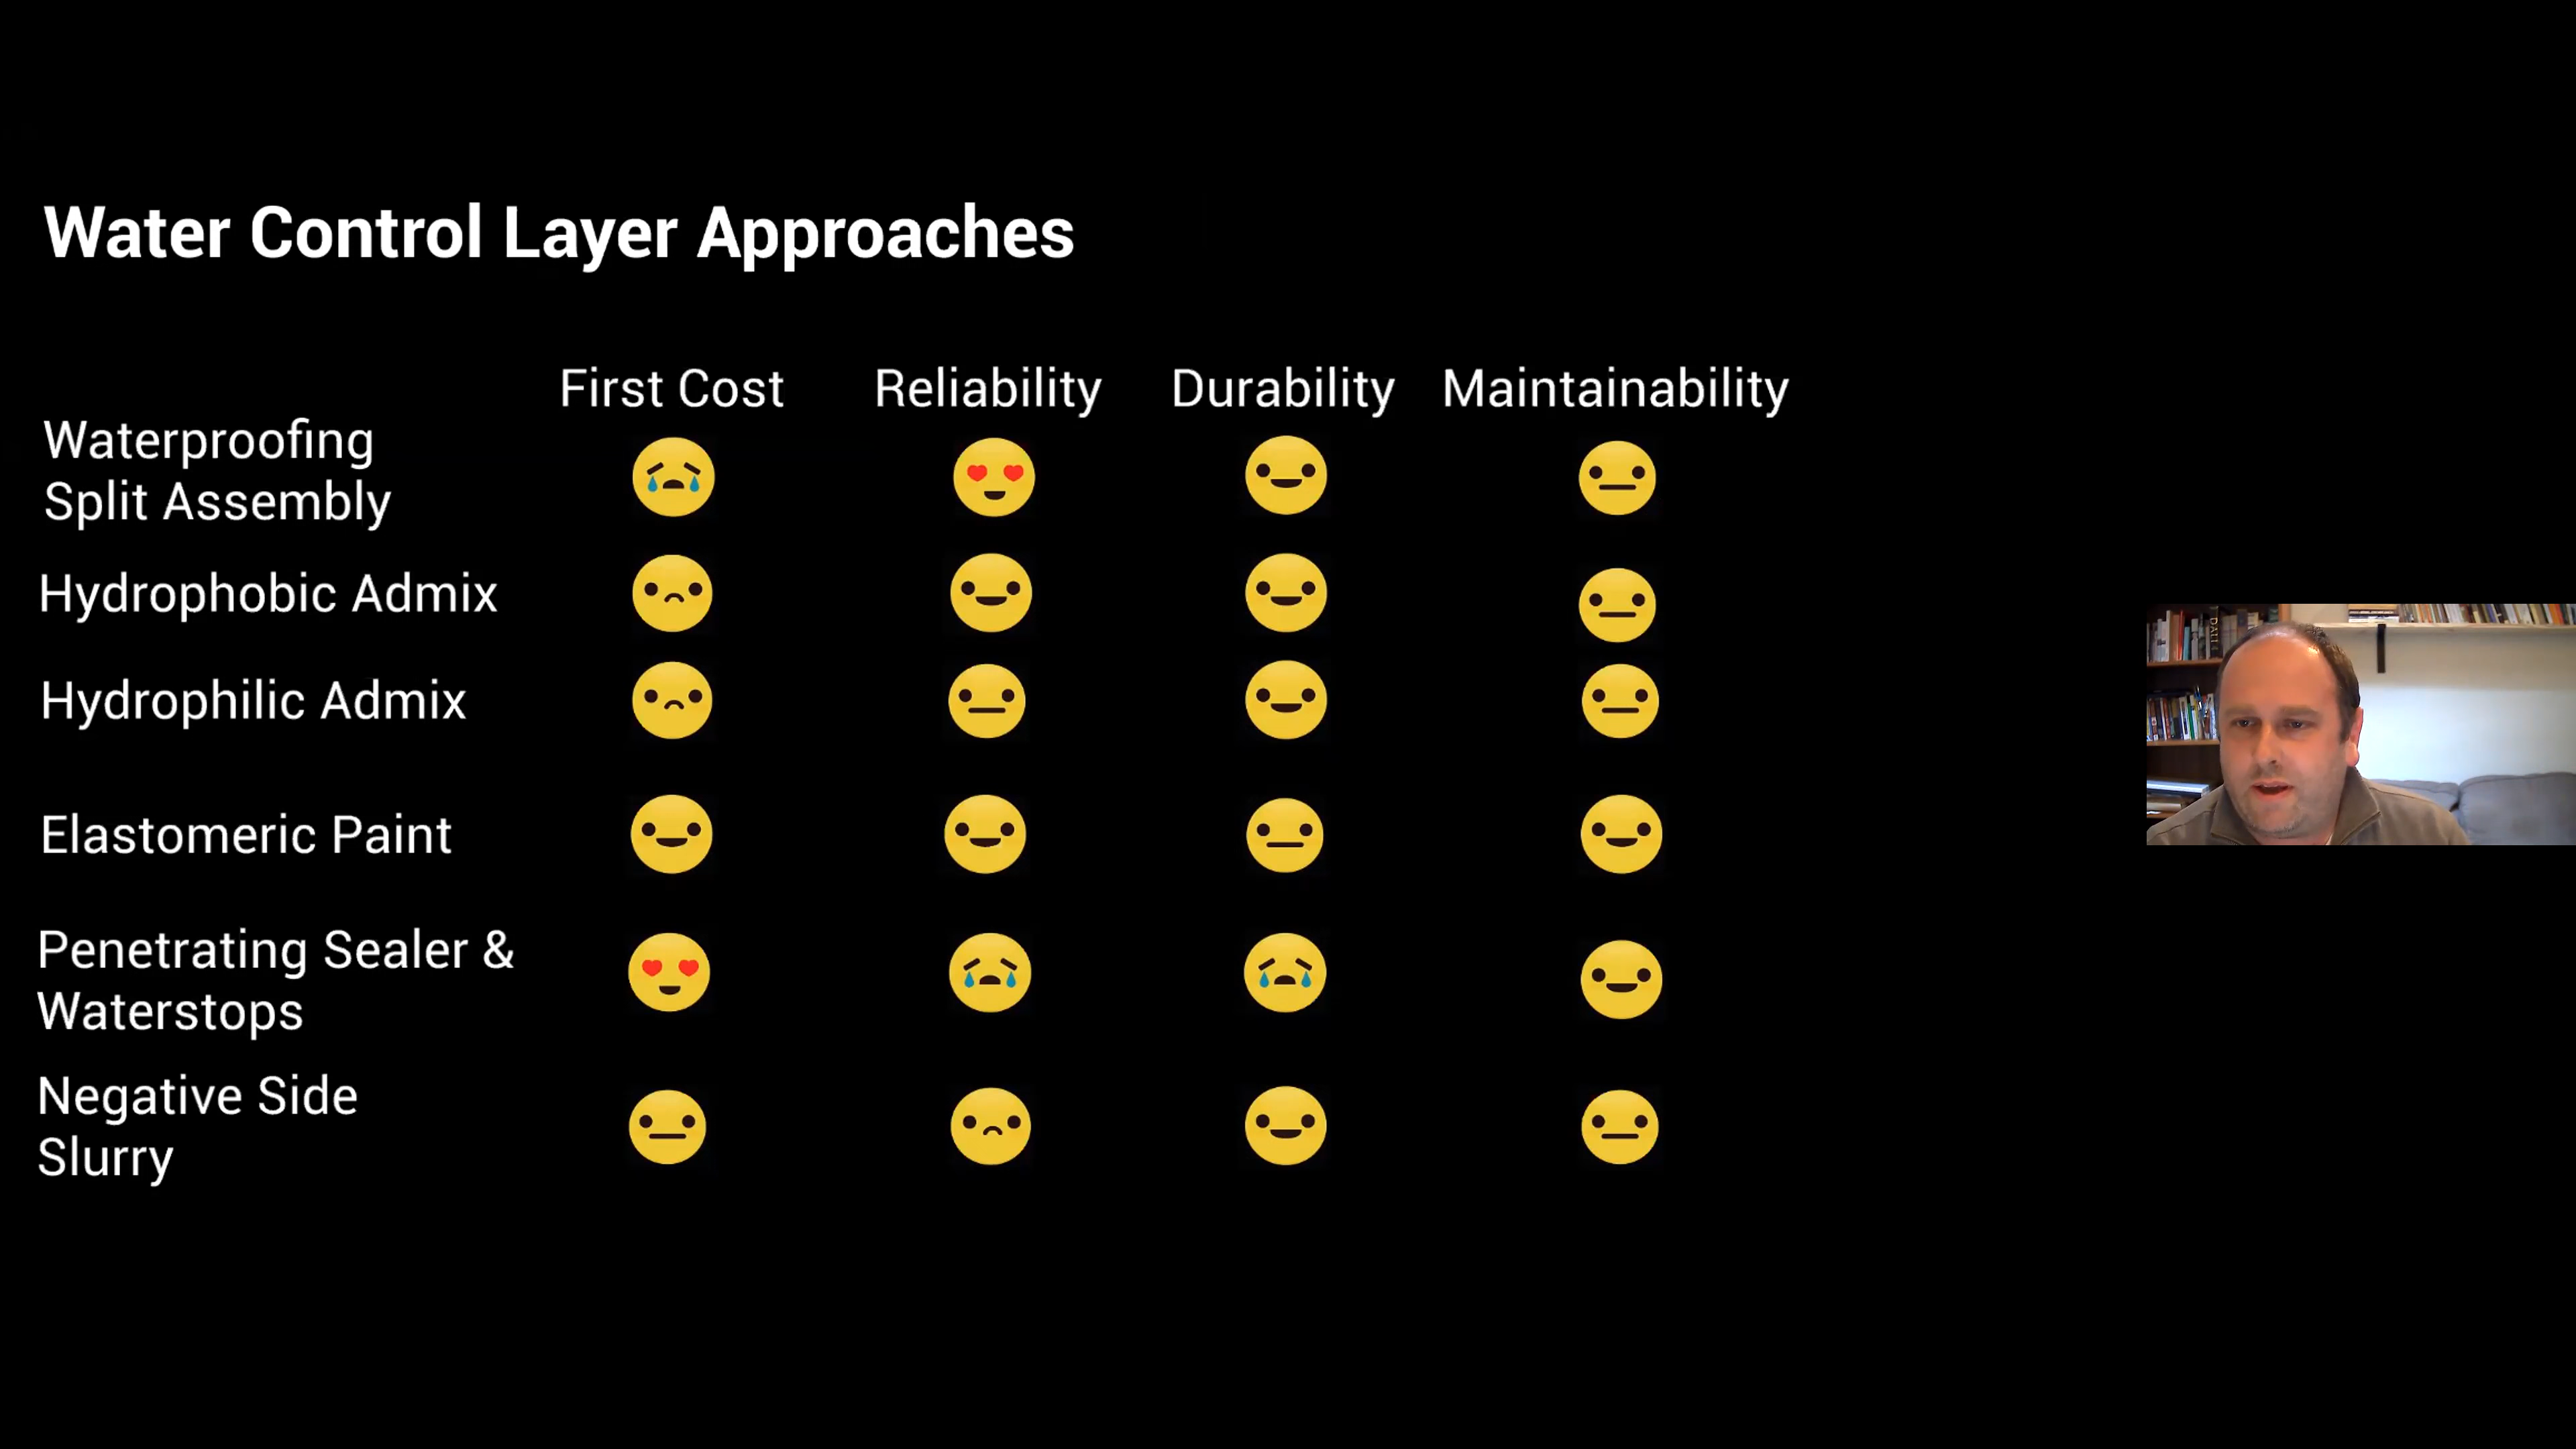 Water Control Layer Approaches
First Cost Reliability Durability Maintainability
Waterproofing
Split Assembly
Hydrophobic Admix
Hydrophilic Admix
Elastomeric Paint
Penetrating Sealer &
Waterstops
Negative Side
Slurry
DALI